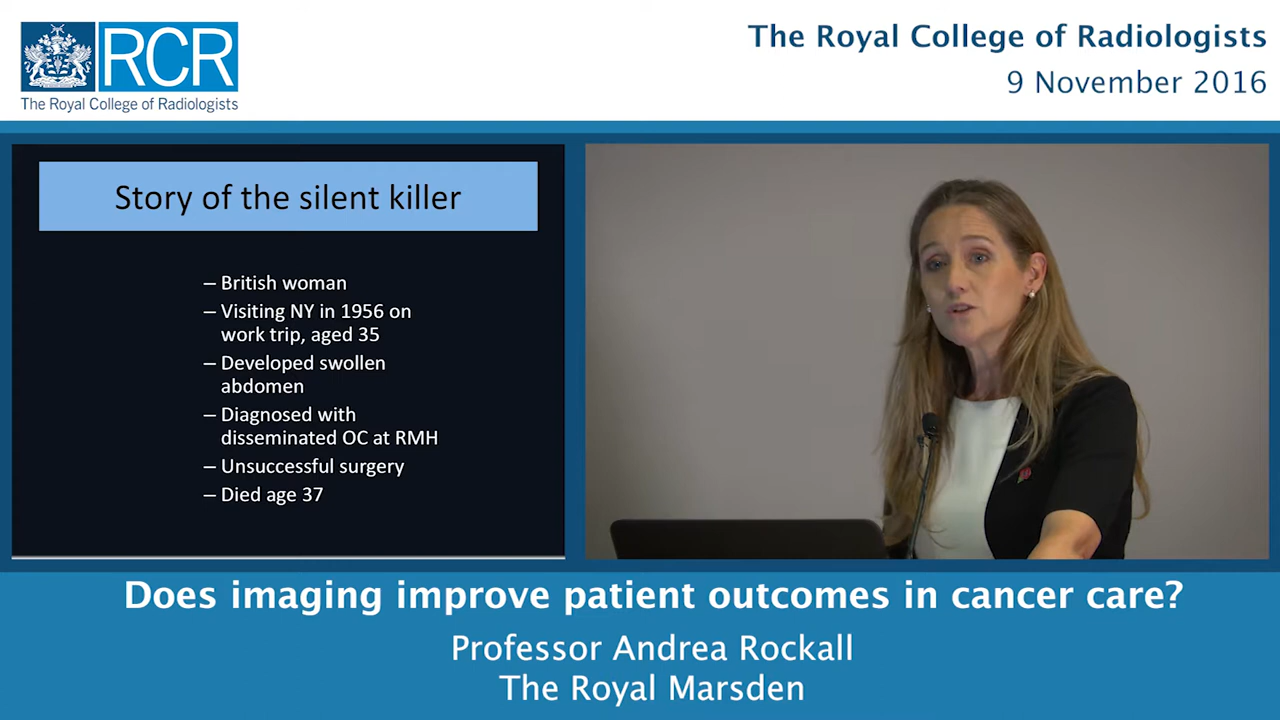 RCR
The Royal College of Radiologists
The Royal College of Radiologists
9 November 2016
Story of the silent killer
– British woman
– Visiting NY in 1956 on
work trip, aged 35
– Developed swollen
abdomen
– Diagnosed with
disseminated OC at RMH
– Unsuccessful surgery
– Died age 37
Does imaging improve patient outcomes in cancer care?
Professor Andrea Rockall
The Royal Marsden